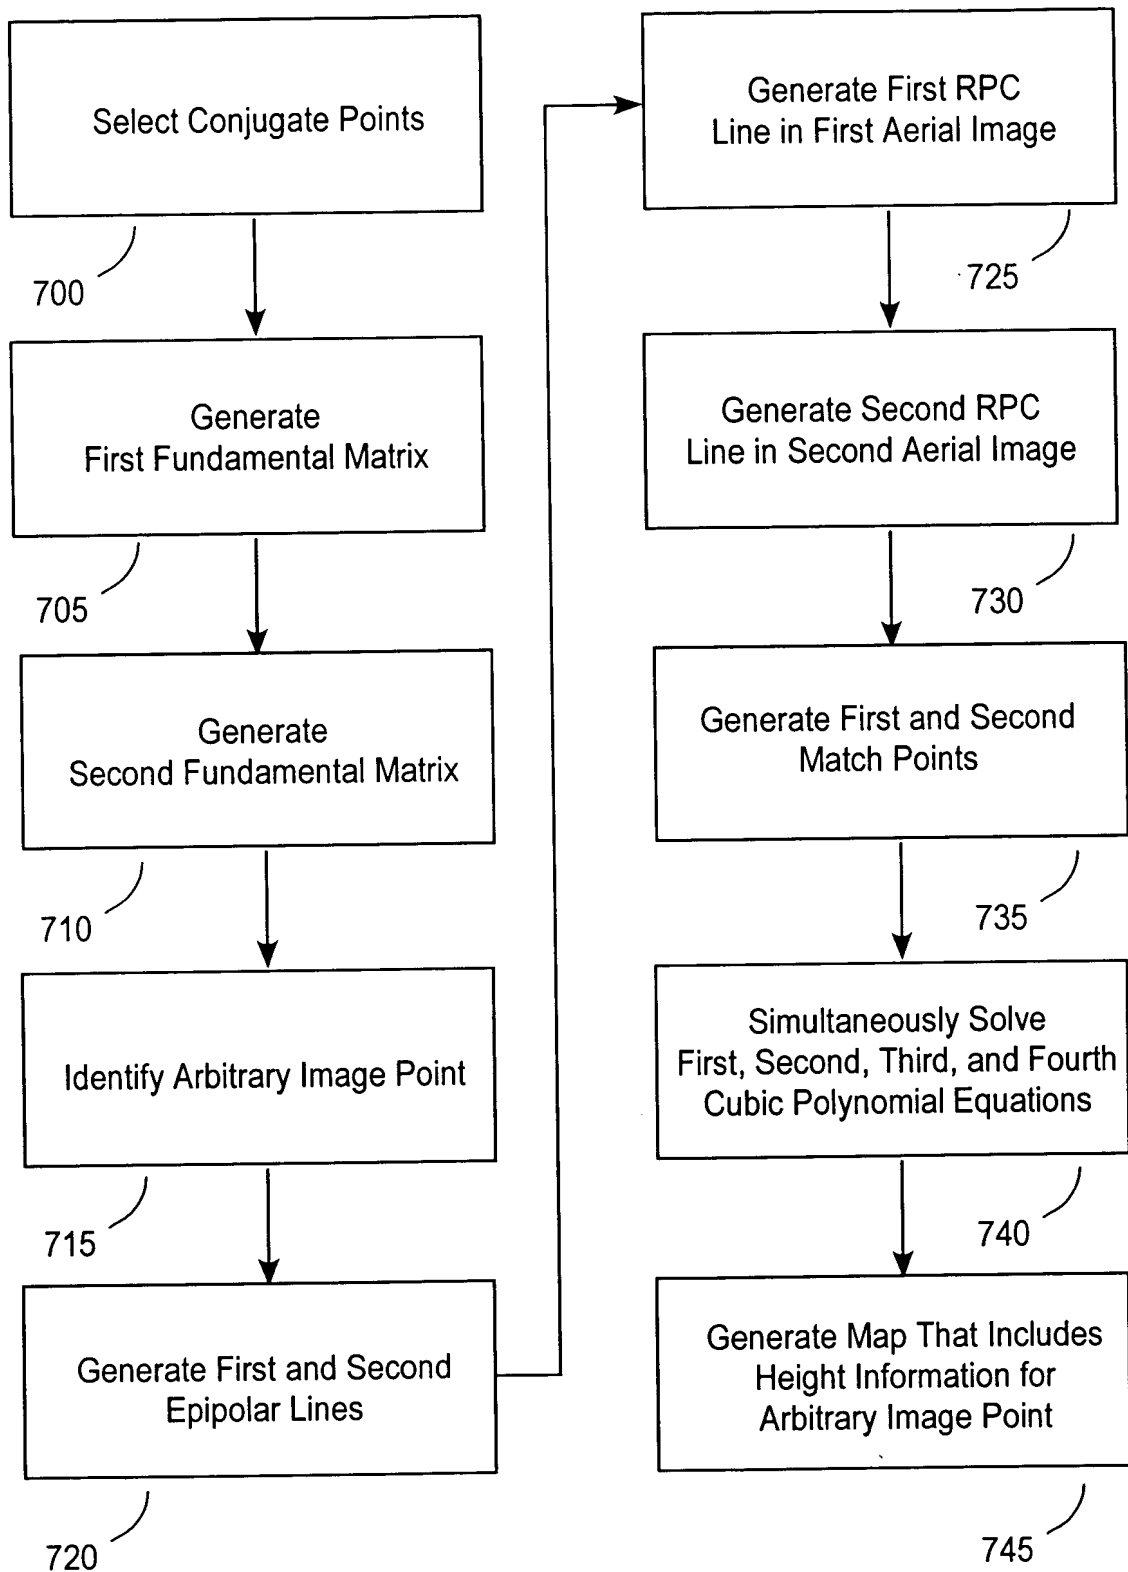 Select Conjugate Points
700
Generate
First Fundamental Matrix
705
Generate
Second Fundamental Matrix
710
Identify Arbitrary Image Point
715
Generate First and Second
Epipolar Lines
720
Generate First RPC
Line in First Aerial Image
725
Generate Second RPC
Line in Second Aerial Image
730
Generate First and Second
Match Points
735
Simultaneously Solve
First, Second, Third, and Fourth
Cubic Polynomial Equations
740
Generate Map That Includes
Height Information for
Arbitrary Image Point
745